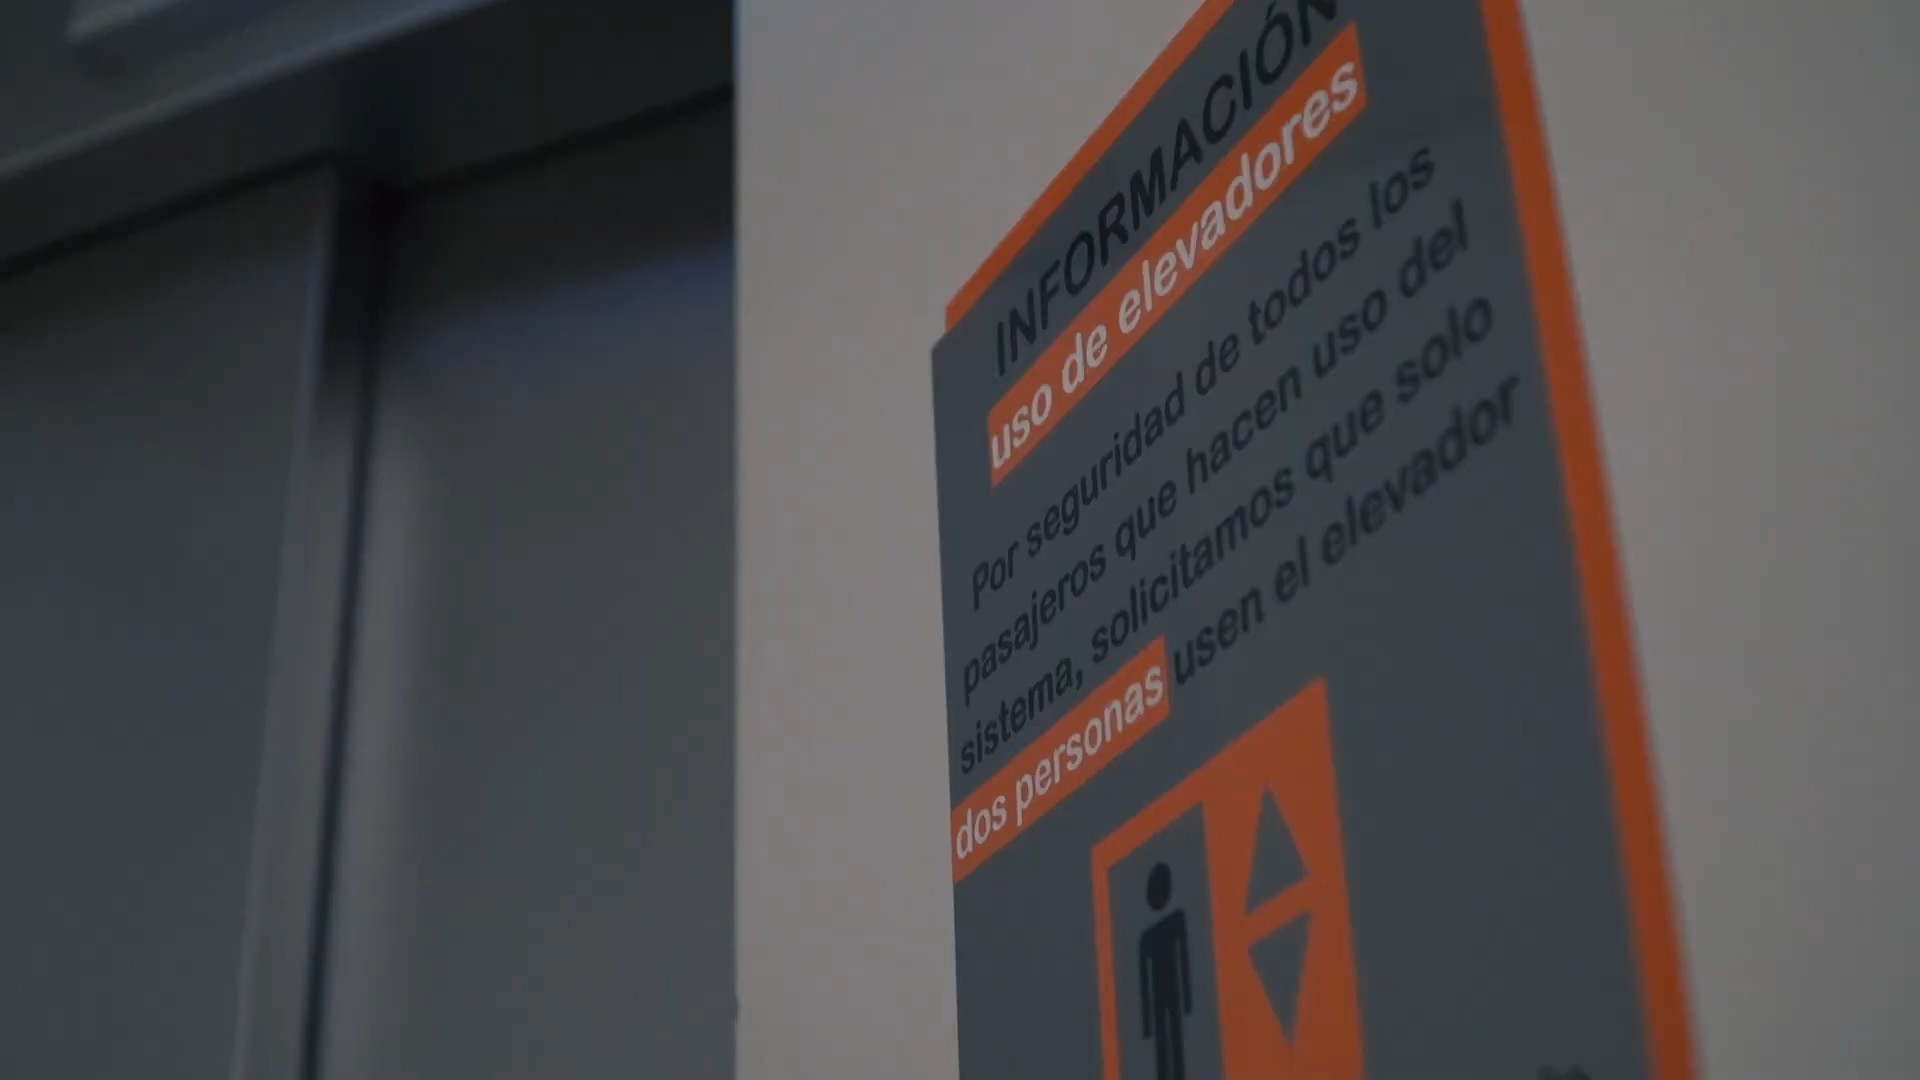 INFORMACIÓN
uso de elevadores
Por seguridad de todos los
pasajeros que hacen uso del
sistema, solicitamos que solo
dos personas usen el elevador